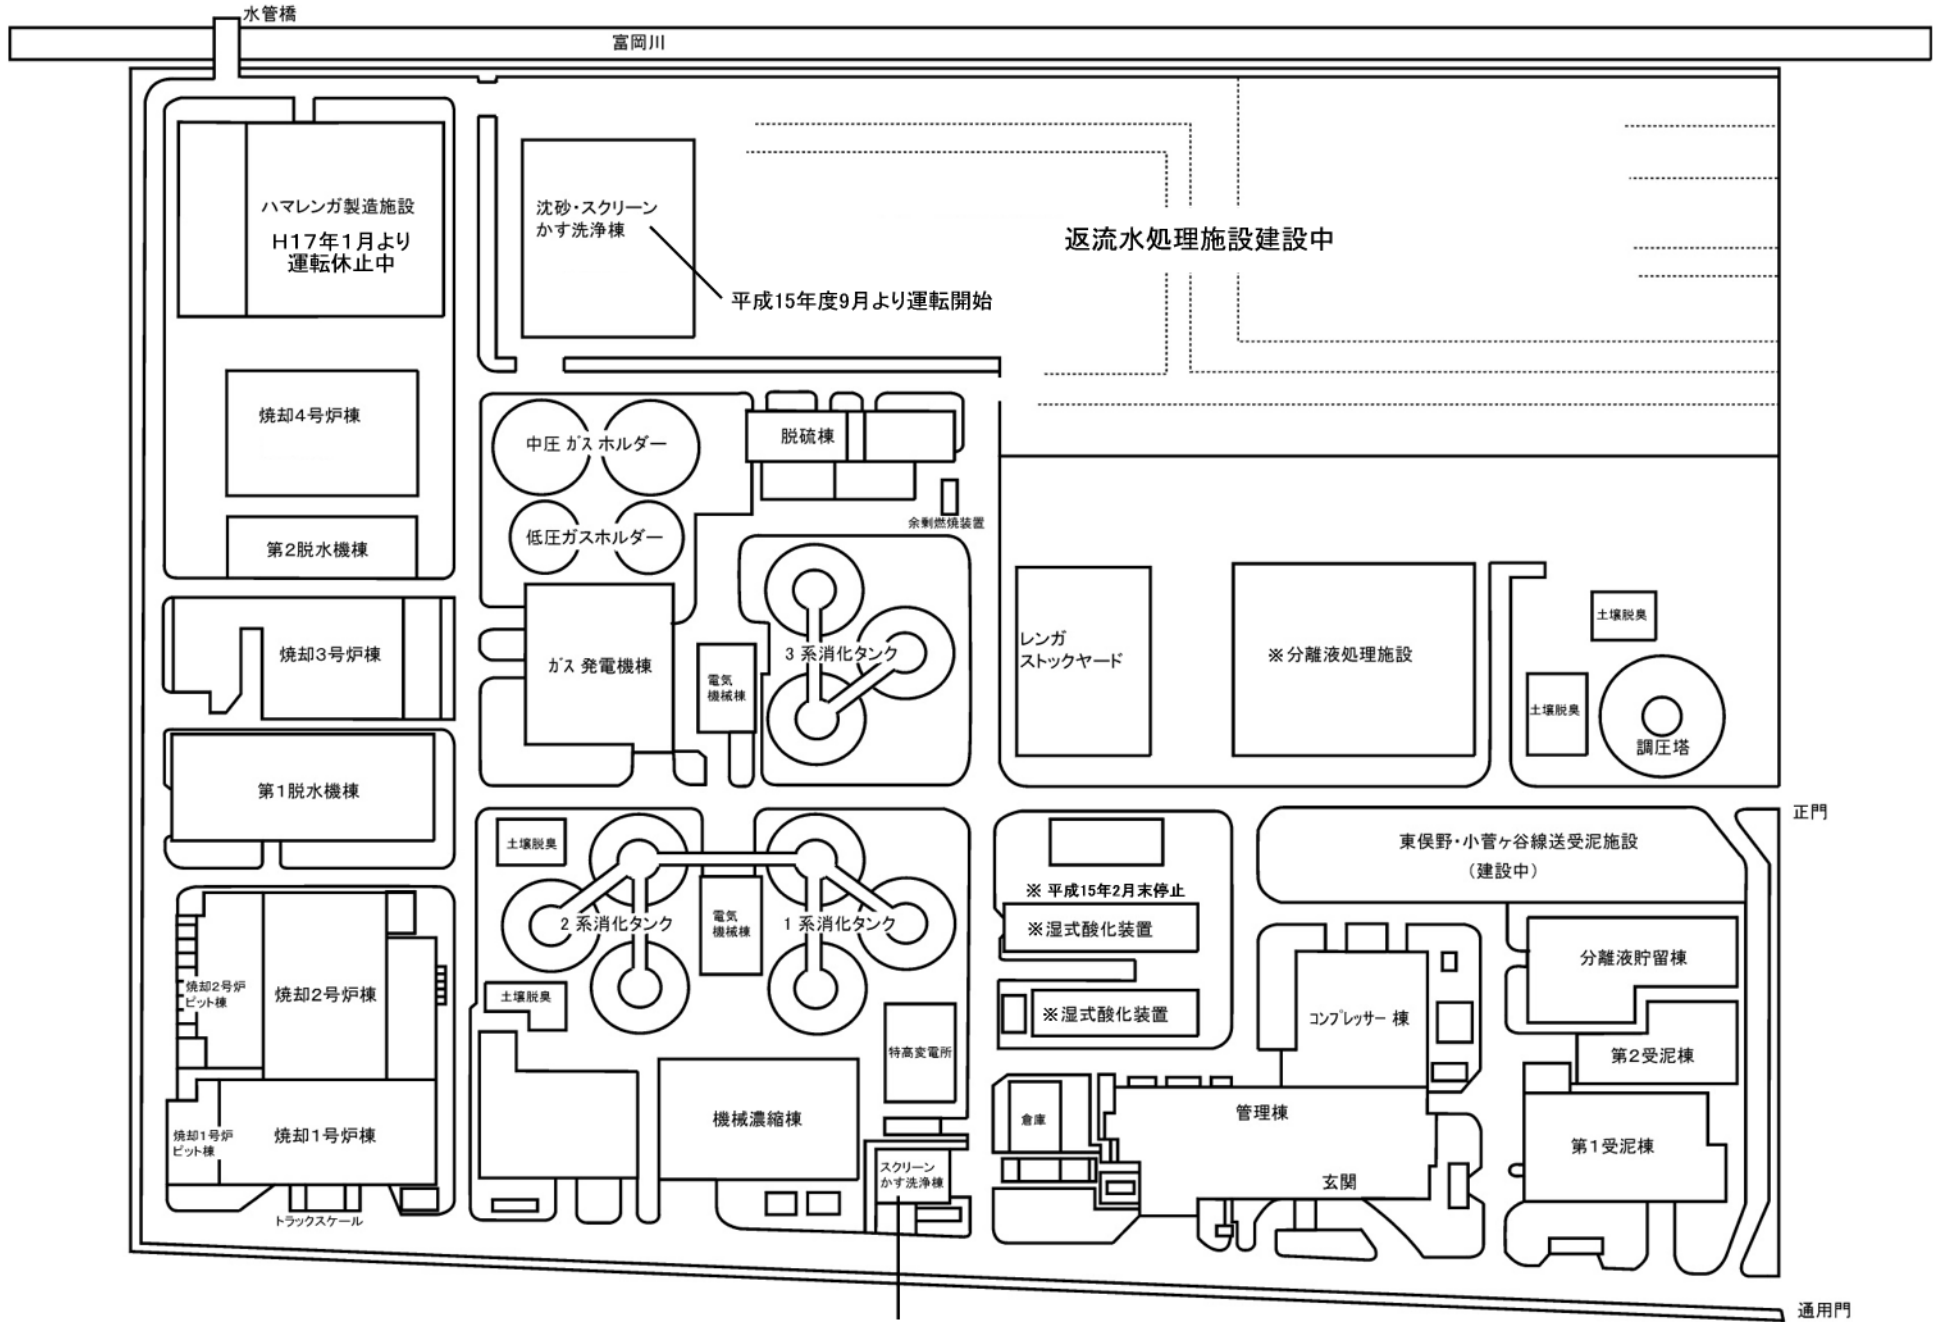 水管橋
富岡川
ハマレンガ製造施設
H17年1月より
運転休止中
沈砂・スクリーン
かす洗浄棟
返流水処理施設建設中
平成15年度9月より運転開始
焼却4号炉棟
中圧 ガス ホルダー
脱硫棟
余剰燃焼装置
低圧ガスホルダー
第2脱水機棟
焼却3号炉棟
ガス 発電機棟
電気
機械棟
3 系消化タンク
レンガ
ストックヤード
※分離液処理施設
土壌脱臭
土壌脱臭
調圧塔
第1脱水機棟
正門
土壌脱臭
東俣野・小菅ヶ谷線送受泥施設
(建設中)
※ 平成15年2月末停止
2 系消化タンク
電気
機械棟
1 系消化タンク
※湿式酸化装置
分離液貯留棟
焼却2号炉
ピット棟
焼却2号炉棟
土壌脱臭
※湿式酸化装置
コンプレッサー 棟
特高変電所
第2受泥棟
機械濃縮棟
倉庫
管理棟
焼却1号炉
ピット棟
焼却1号炉棟
第1受泥棟
スクリーン
かす洗浄棟
玄関
トラックスケール
通用門